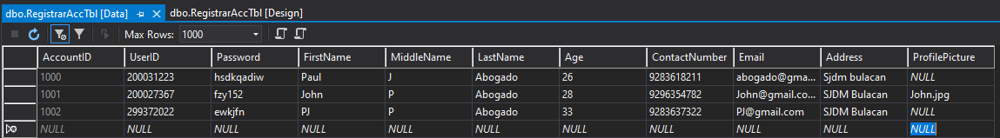 dbo.RegistrarAccTbl [Data] dbo.RegistrarAccTbl [Design]
Max Rows: 1000
AccountID UserID Password FirstName MiddleName LastName Age ContactNumber Email Address ProfilePicture
1000 200031223 hsdkqadiw Paul J Abogado 26 9283618211 abogado@gma... Sjdm bulacan NULL
1001 200027367 fzy152 John P Abogado 28 9296354782 John@gmail.co... SJDM Bulacan John.jpg
1002 299372022 ewkjfn PJ P Abogado 33 9283637322 PJ@gmail.com SJDM Bulacan NULL
NULL NULL NULL NULL NULL NULL NULL NULL NULL NULL NULL